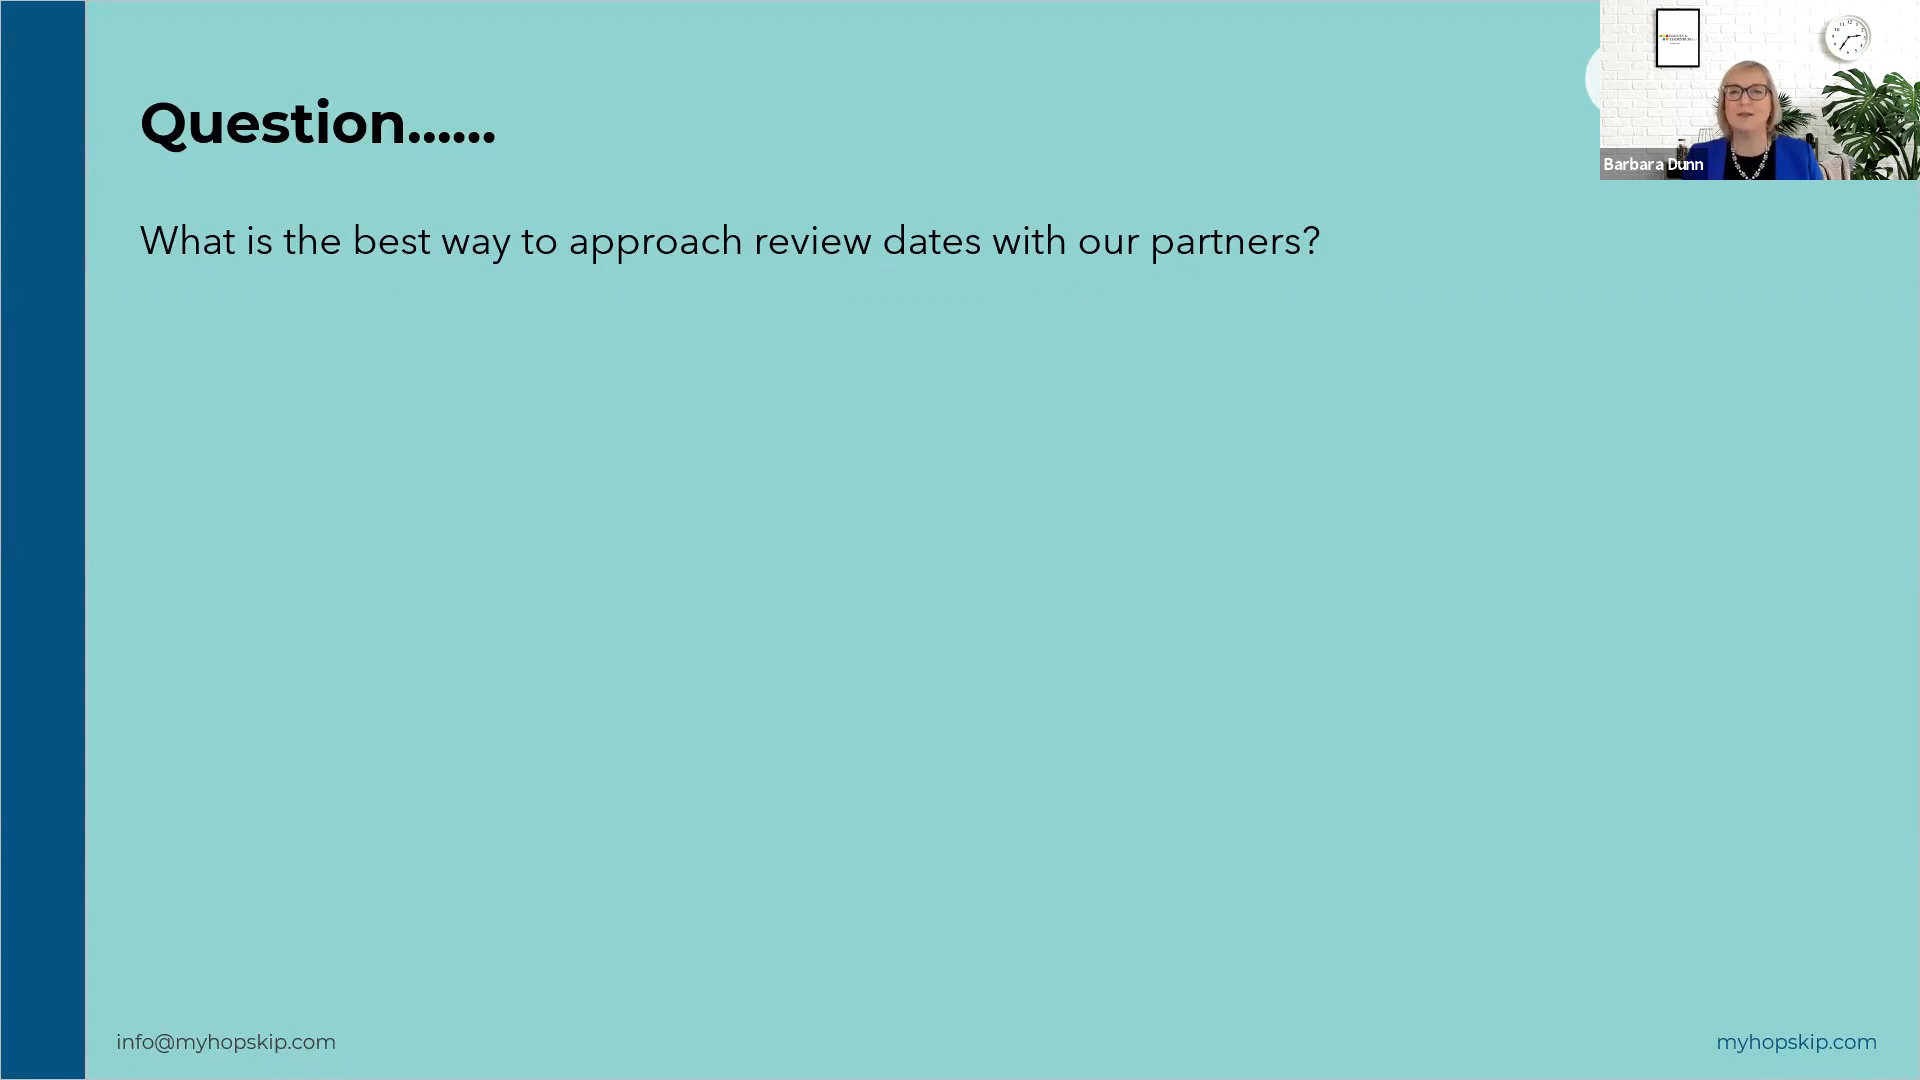 Question......
What is the best way to approach review dates with our partners?
Barbara Dunn
info@myhopskip.com
myhopskip.com